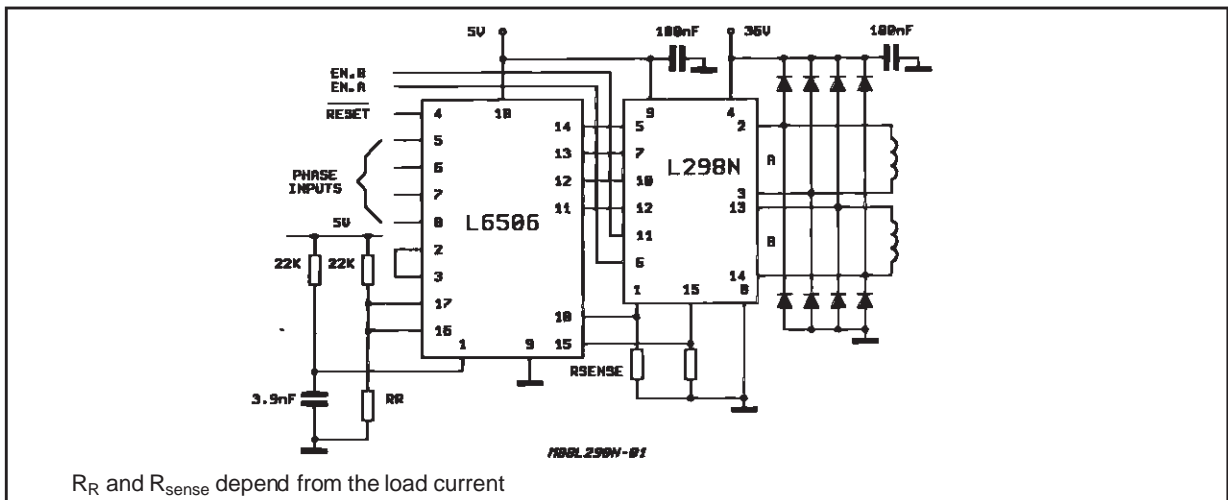 5V
100nF
36V
100nF
EN.B
EN.A
RESET
4
18
9
4
5
14
5
2
6
13
7
L298N
A
PHASE
INPUTS
7
12
10
3
8
11
12
13
5V
L6506
11
B
2
6
14
22K
22K
3
1
15
8
17
10
16
15
1
9
RSENSE
3.9nF
RR
M88L298N-01
RR and Rsense depend from the load current